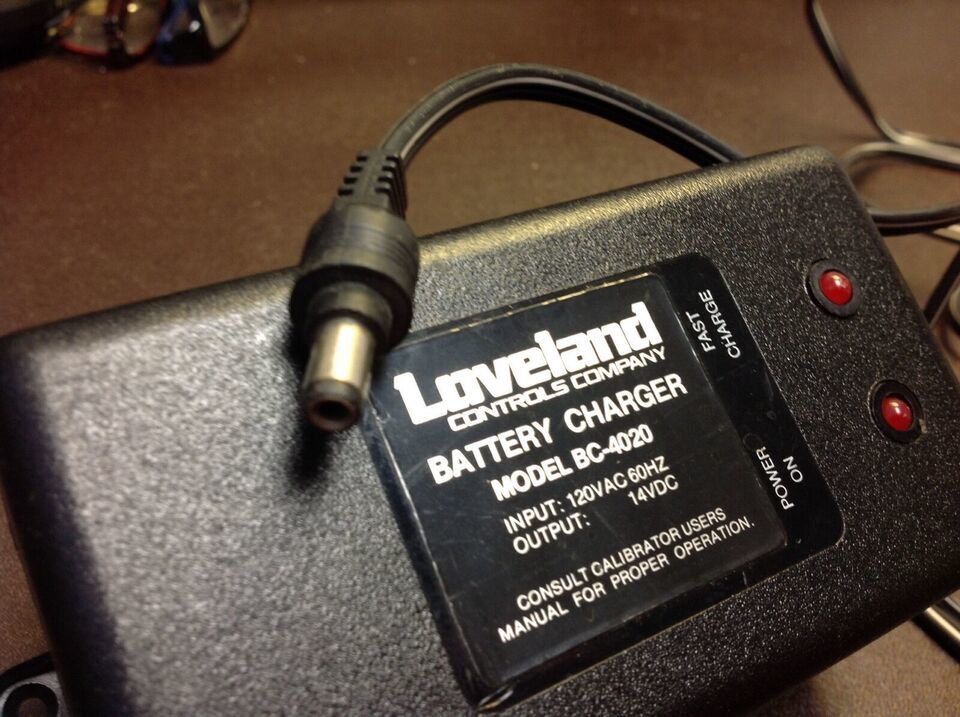 Loveland
CONTROLS COMPANY
BATTERY CHARGER
MODEL BC-4020
INPUT: 120VAC 60HZ
OUTPUT: 14VDC
CONSULT CALIBRATOR USERS
MANUAL FOR PROPER OPERATION.
FAST
CHARGE
POWER
ON